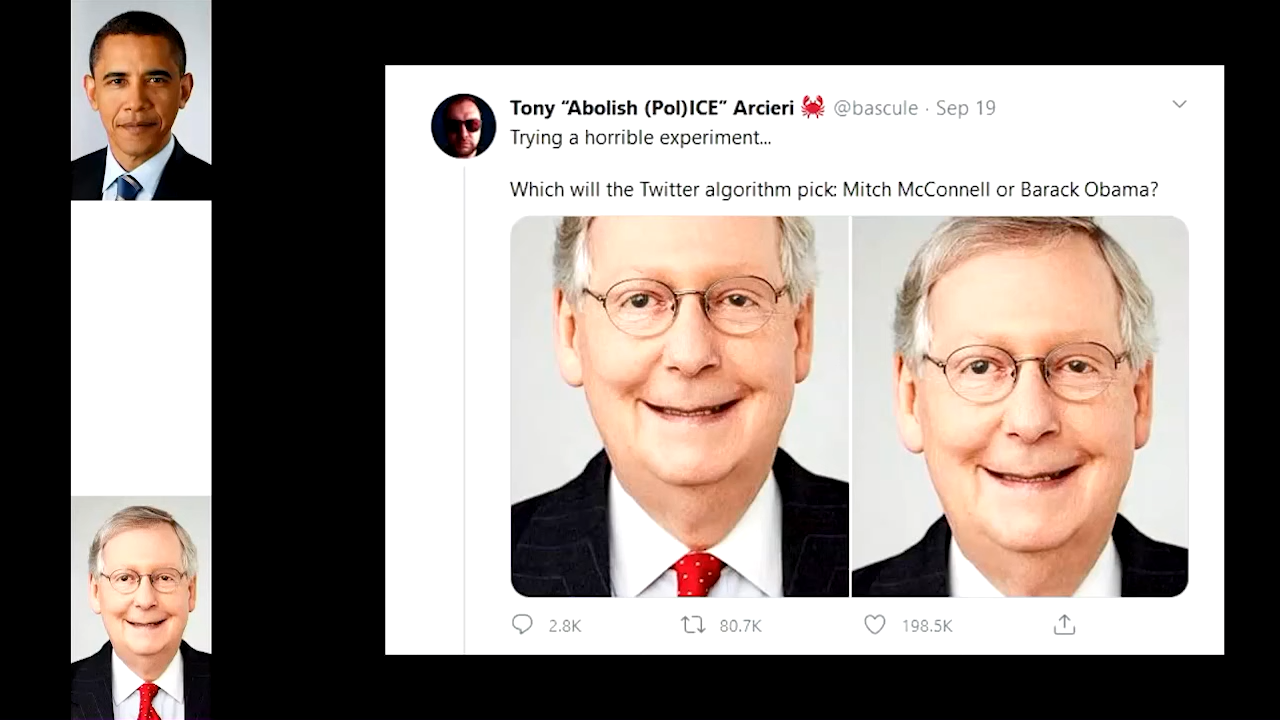 Tony “Abolish (Pol)ICE” Arcieri 🦀 @bascule · Sep 19
Trying a horrible experiment...
Which will the Twitter algorithm pick: Mitch McConnell or Barack Obama?
2.8K 80.7K 198.5K